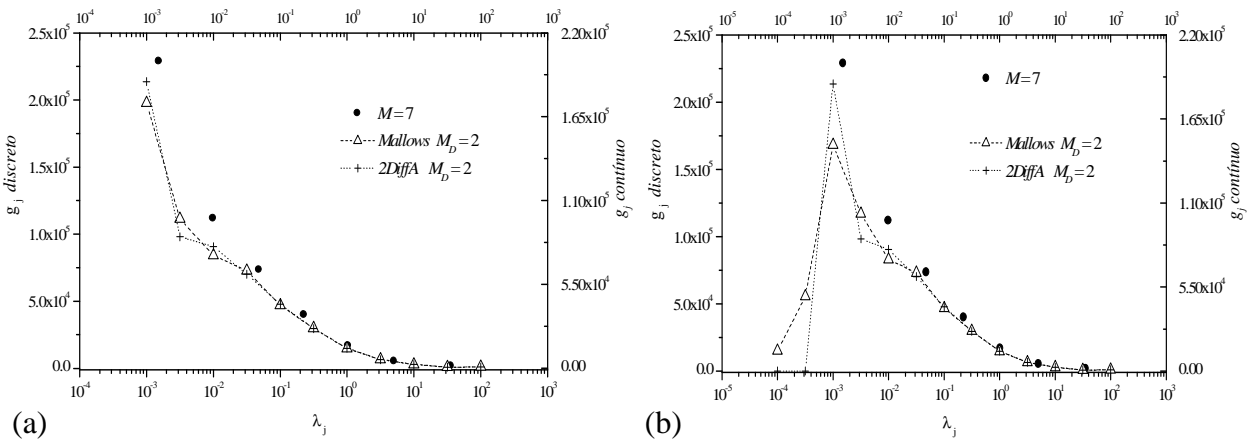 10^-4 10^-3 10^-2 10^-1 10^0 10^1 10^2 10^3
2.5x10^5
2.0x10^5
1.5x10^5
1.0x10^5
5.0x10^4
0.0
g_j discreto
M=7
Mallows M_D=2
2DiffA M_D=2
2.20x10^5
1.65x10^5
1.10x10^5
5.50x10^4
0.00
g_j contínuo
10^-4 10^-3 10^-2 10^-1 10^0 10^1 10^2 10^3
λ_j
(a)
10^-5 10^-4 10^-3 10^-2 10^-1 10^0 10^1 10^2 10^3
2.5x10^5
2.0x10^5
1.5x10^5
1.0x10^5
5.0x10^4
0.0
g_j discreto
M=7
Mallows M_D=2
2DiffA M_D=2
2.20x10^5
1.65x10^5
1.10x10^5
5.50x10^4
0.00
g_j contínuo
10^-5 10^-4 10^-3 10^-2 10^-1 10^0 10^1 10^2 10^3
λ_j
(b)